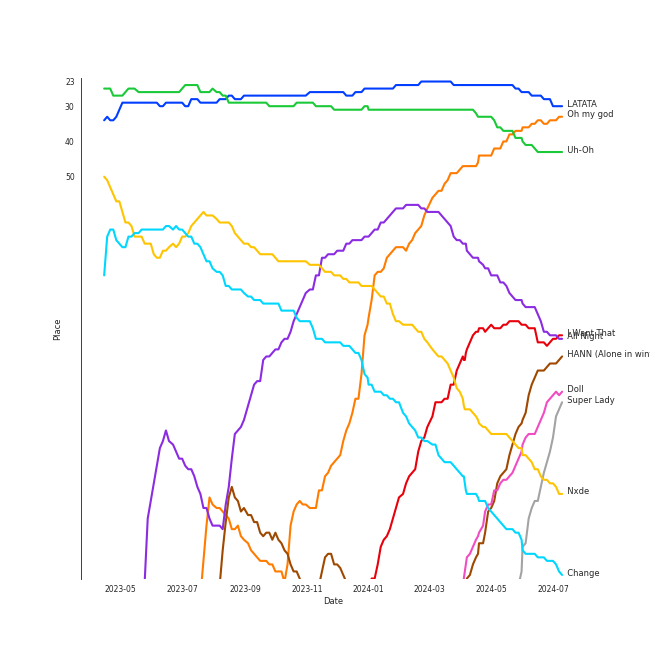 23
30
40
50
Place
LATATA
Oh my god
Uh-Oh
I Want That
All Night
HANN (Alone in win
Doll
Super Lady
Nxde
Change
2023-05
2023-07
2023-09
2023-11
2024-01
2024-03
2024-05
2024-07
Date